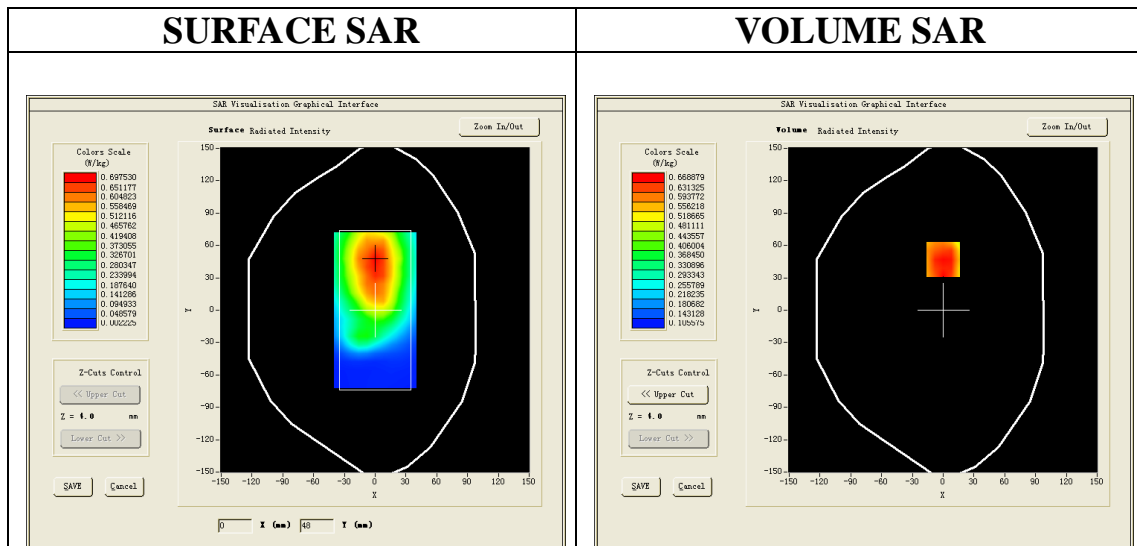 SURFACE SAR
VOLUME SAR
SAR Visualisation Graphical Interface
Surface Radiated Intensity
Zoom In/Out
Colors Scale
(W/kg)
0.697530
0.651177
0.604823
0.558469
0.512116
0.465762
0.419408
0.373055
0.326701
0.280347
0.233994
0.187640
0.141286
0.094933
0.048579
0.002225
Z-Cuts Control
<< Upper Cut
Z = 4.0 mm
Lower Cut >>
SAVE Cancel
150
120
90
60
30
0
-30
-60
-90
-120
-150
Y
-150 -120 -90 -60 -30 0 30 60 90 120 150
X
0 X (mm) 48 Y (mm)
SAR Visualisation Graphical Interface
Volume Radiated Intensity
Zoom In/Out
Colors Scale
(W/kg)
0.668879
0.631325
0.593772
0.556218
0.518665
0.481111
0.443557
0.406004
0.368450
0.330896
0.293343
0.255789
0.218235
0.180682
0.143128
0.105575
Z-Cuts Control
<< Upper Cut
Z = 4.0 mm
Lower Cut >>
SAVE Cancel
150
120
90
60
30
0
-30
-60
-90
-120
-150
Y
-150 -120 -90 -60 -30 0 30 60 90 120 150
X